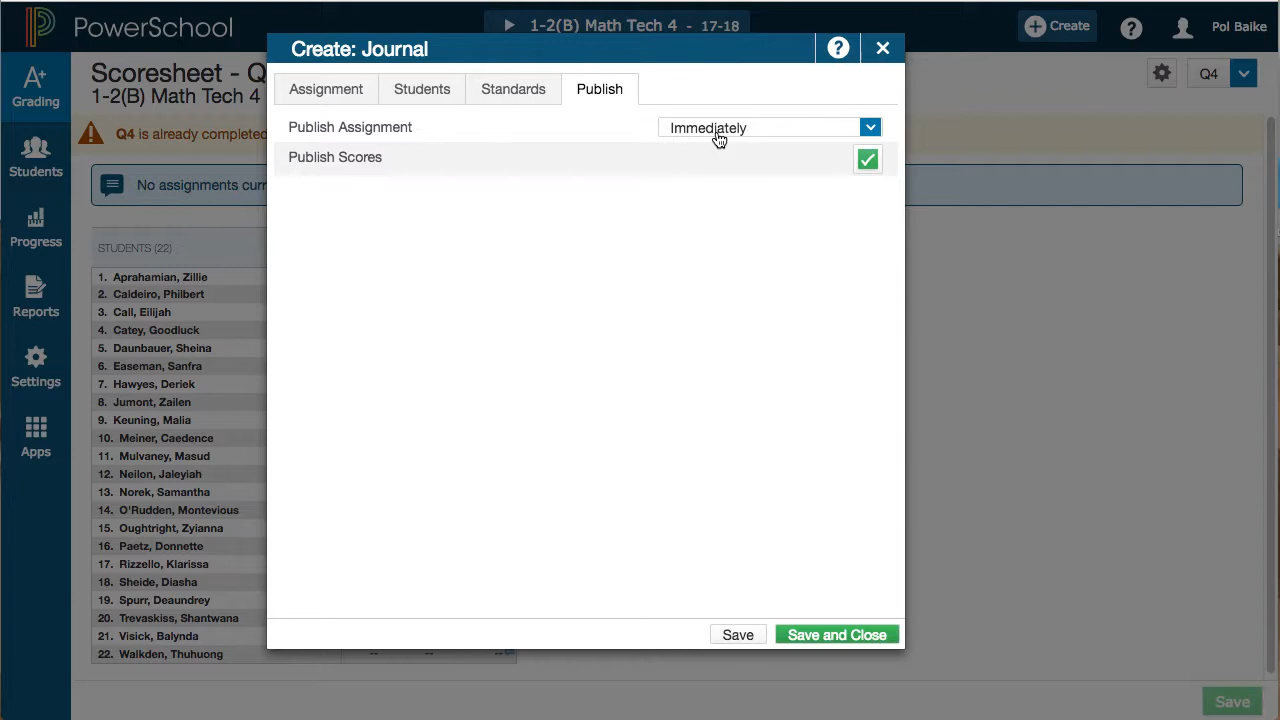 PowerSchool
1-2(B) Math Tech 4 - 17-18
Create
Pol Baike
Create: Journal
A+
Grading
Students
Progress
Reports
Settings
Apps
Scoresheet - Q
1-2(B) Math Tech 4
Q4
Q4 is already completed
No assignments curr
Assignment
Students
Standards
Publish
Publish Assignment
Immediately
Publish Scores
STUDENTS (22)
1. Aprahamian, Zillie
2. Caldeiro, Philbert
3. Call, Eilijah
4. Catey, Goodluck
5. Daunbauer, Sheina
6. Easeman, Sanfra
7. Hawyes, Deriek
8. Jumont, Zailen
9. Keuning, Malia
10. Meiner, Caedence
11. Mulvaney, Masud
12. Neilon, Jaleyiah
13. Norek, Samantha
14. O'Rudden, Montevious
15. Oughtright, Zyianna
16. Paetz, Donnette
17. Rizzello, Klarissa
18. Sheide, Diasha
19. Spurr, Deaundrey
20. Trevaskiss, Shantwana
21. Visick, Balynda
22. Walkden, Thuhuong
-- -- --
Save
Save and Close
Save